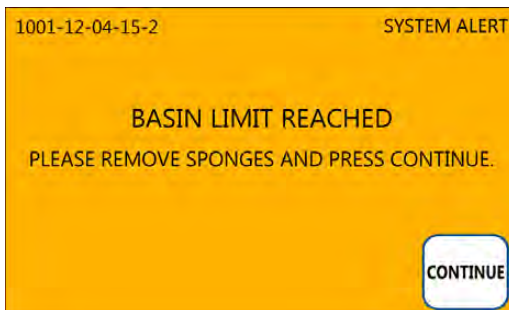 1001-12-04-15-2
SYSTEM ALERT
BASIN LIMIT REACHED
PLEASE REMOVE SPONGES AND PRESS CONTINUE.
CONTINUE